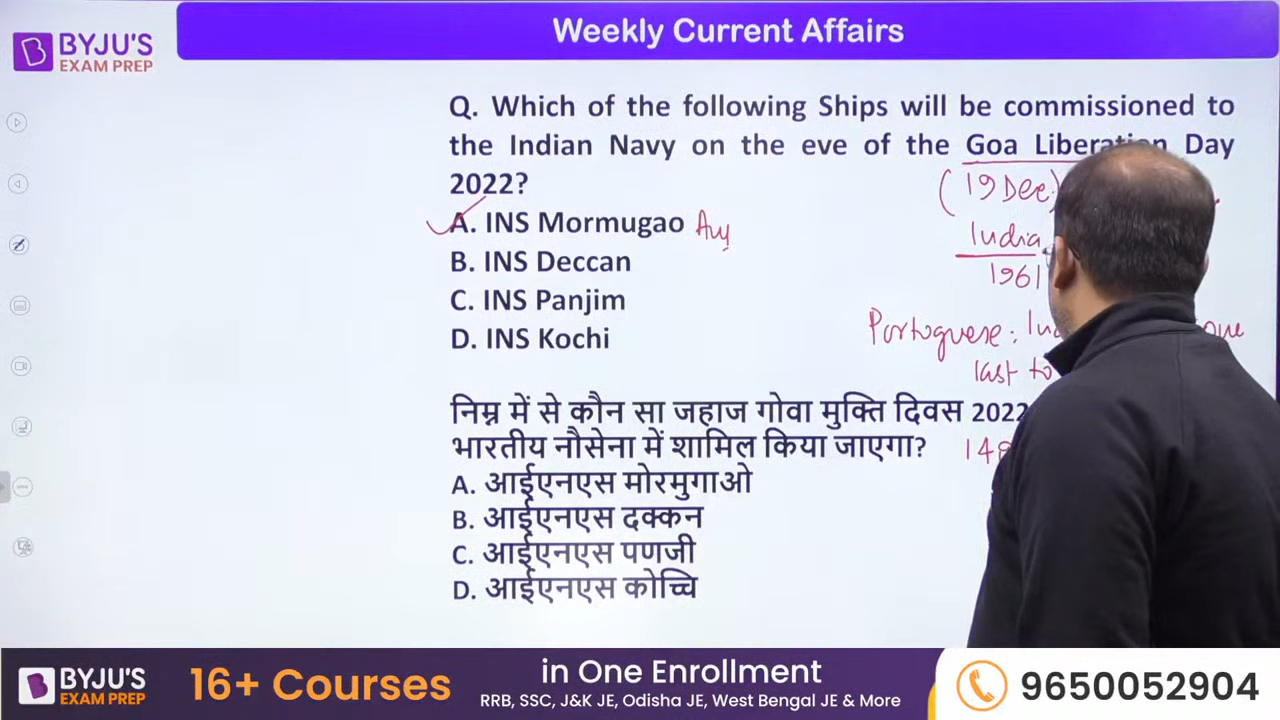 BYJU'S
EXAM PREP
Weekly Current Affairs
Q. Which of the following Ships will be commissioned to
the Indian Navy on the eve of the Goa Liberation Day
2022?
(19 Dec)
A. INS Mormugao
India
B. INS Deccan
1961
C. INS Panjim
Portuguese:
D. INS Kochi
last to
निम्न में से कौन सा जहाज गोवा मुक्ति दिवस 2022
भारतीय नौसेना में शामिल किया जाएगा?
A. आईएनएस मोरमुगाओ
B. आईएनएस दक्कन
C. आईएनएस पणजी
D. आईएनएस कोच्चि
BYJU'S
EXAM PREP
16+ Courses
in One Enrollment
RRB, SSC, J&K JE, Odisha JE, West Bengal JE & More
9650052904